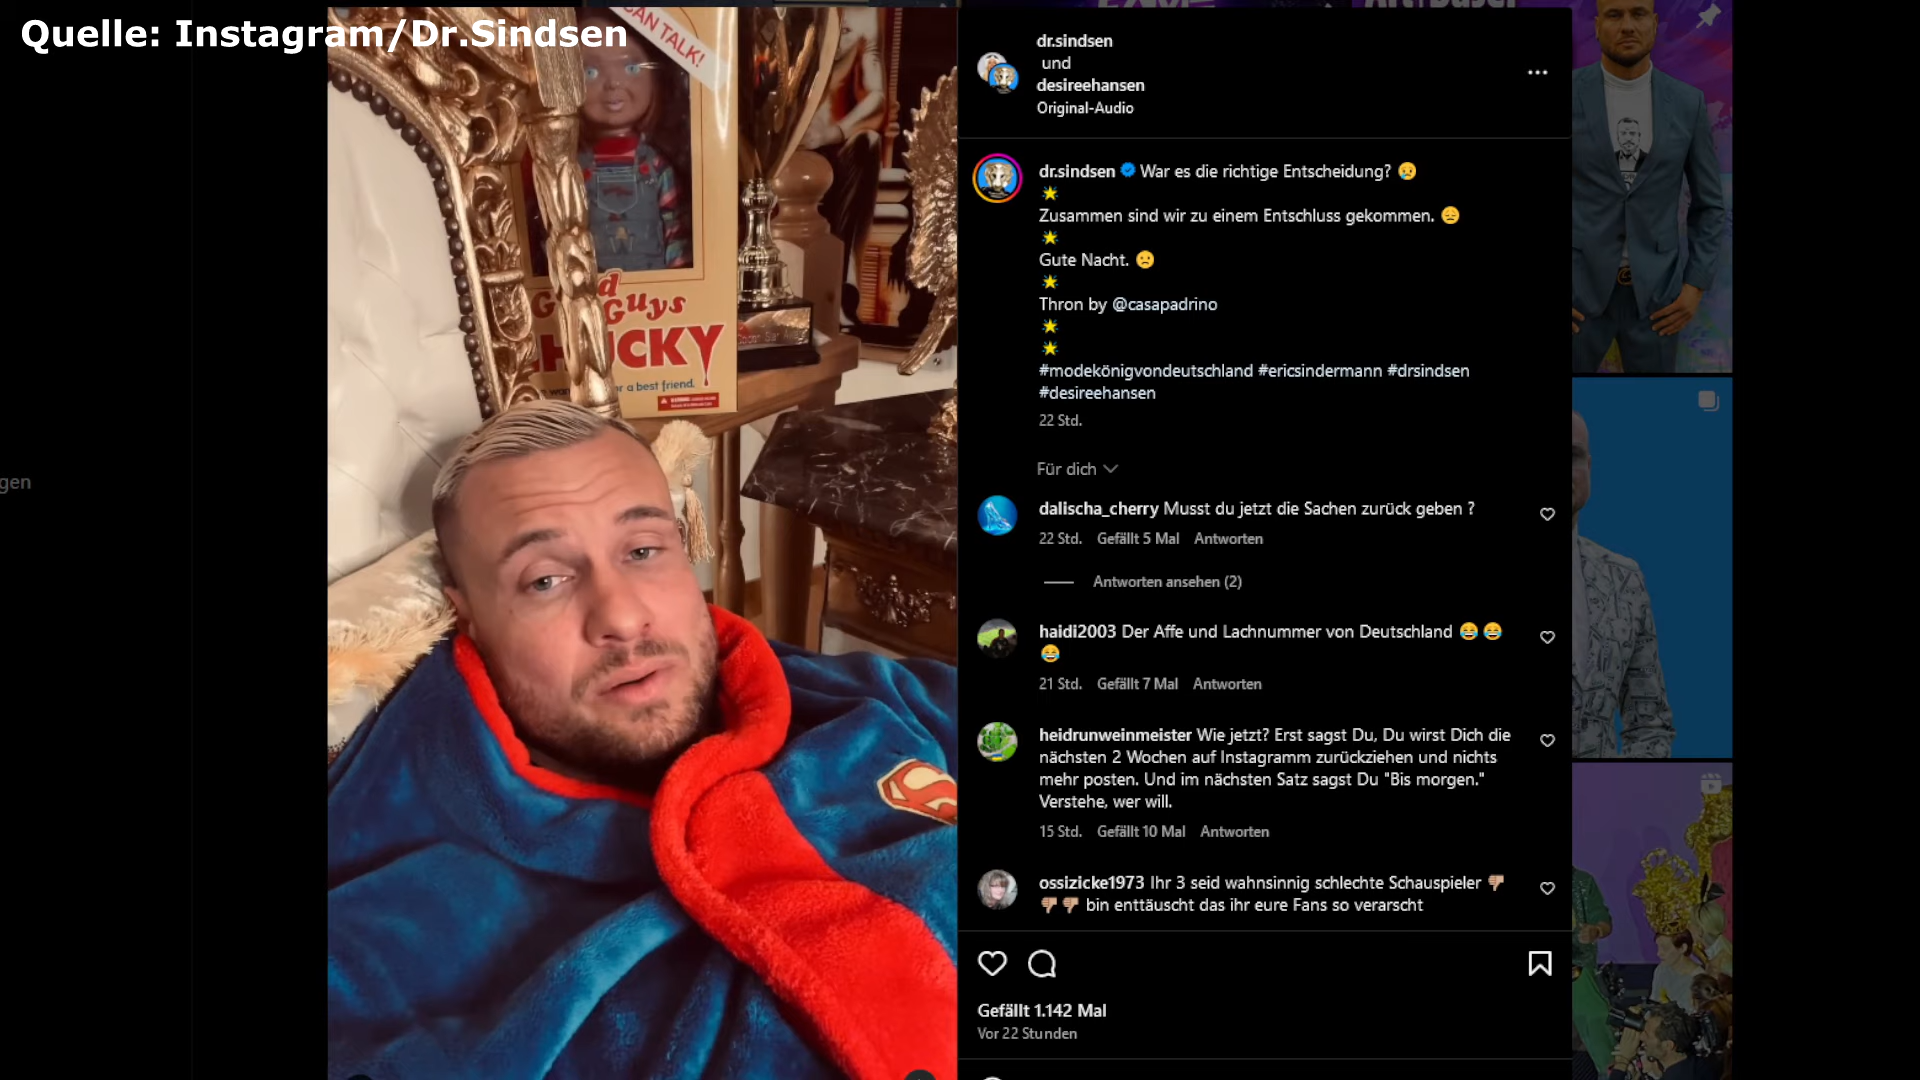 Quelle: Instagram/Dr.Sindsen
CAN TALK!
Guys
r a best friend.
gen
dr.sindsen
und
desireehansen
Original-Audio
dr.sindsen War es die richtige Entscheidung? 😢
🌟
Zusammen sind wir zu einem Entschluss gekommen. 😔
🌟
Gute Nacht. 🙁
🌟
Thron by @casapadrino
🌟
🌟
#modekönigvondeutschland #ericsindermann #drsindsen
#desireehansen
22 Std.
Für dich
dalischa_cherry Musst du jetzt die Sachen zurück geben ?
22 Std. Gefällt 5 Mal Antworten
Antworten ansehen (2)
haidi2003 Der Affe und Lachnummer von Deutschland 😂😂
😂
21 Std. Gefällt 7 Mal Antworten
heidrunweinmeister Wie jetzt? Erst sagst Du, Du wirst Dich die
nächsten 2 Wochen auf Instagramm zurückziehen und nichts
mehr posten. Und im nächsten Satz sagst Du "Bis morgen."
Verstehe, wer will.
15 Std. Gefällt 10 Mal Antworten
ossizicke1973 Ihr 3 seid wahnsinnig schlechte Schauspieler 👎🏼
👎🏼👎🏼 bin enttäuscht das ihr eure Fans so verarscht
Gefällt 1.142 Mal
Vor 22 Stunden